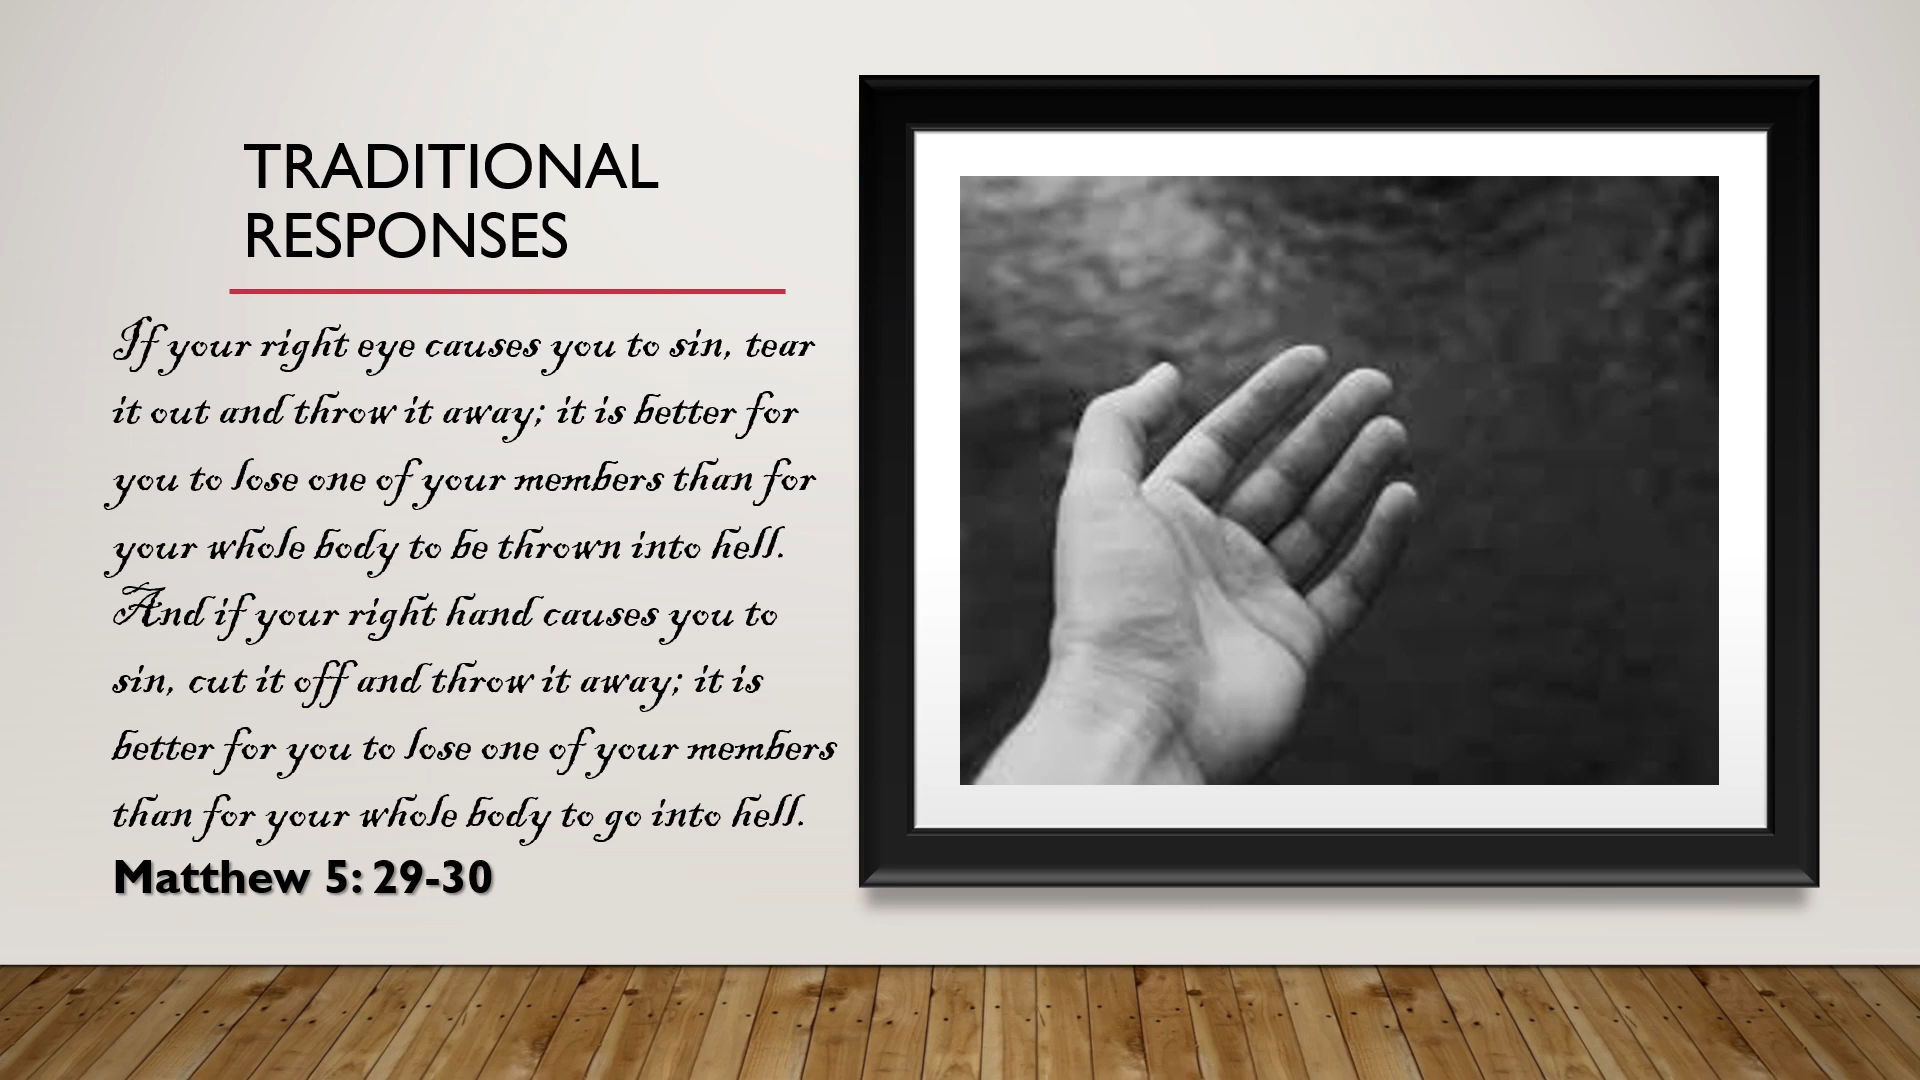 TRADITIONAL
RESPONSES
If your right eye causes you to sin, tear
it out and throw it away; it is better for
you to lose one of your members than for
your whole body to be thrown into hell.
And if your right hand causes you to
sin, cut it off and throw it away; it is
better for you to lose one of your members
than for your whole body to go into hell.
Matthew 5: 29-30